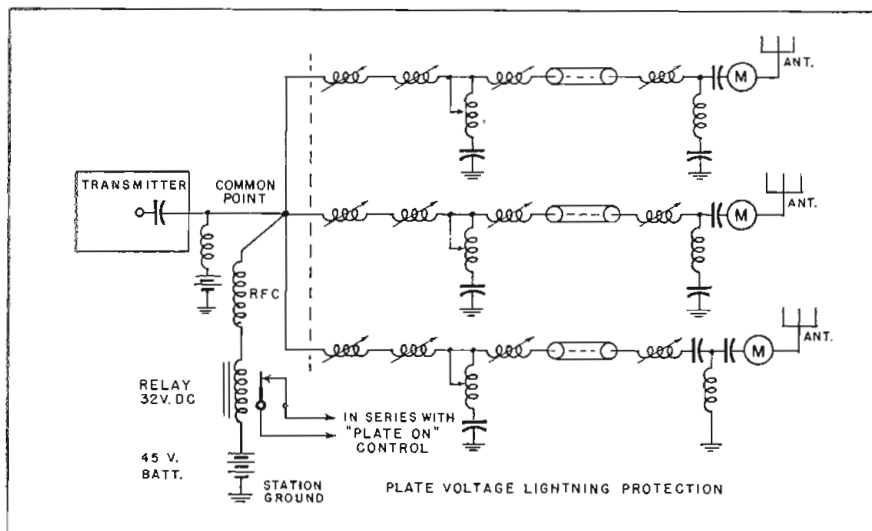 ANT.
TRANSMITTER
COMMON
POINT
M
ANT.
M
RFC
ANT.
M
RELAY
32V. DC
IN SERIES WITH
"PLATE ON"
CONTROL
45 V.
BATT.
STATION
GROUND
PLATE VOLTAGE LIGHTNING PROTECTION